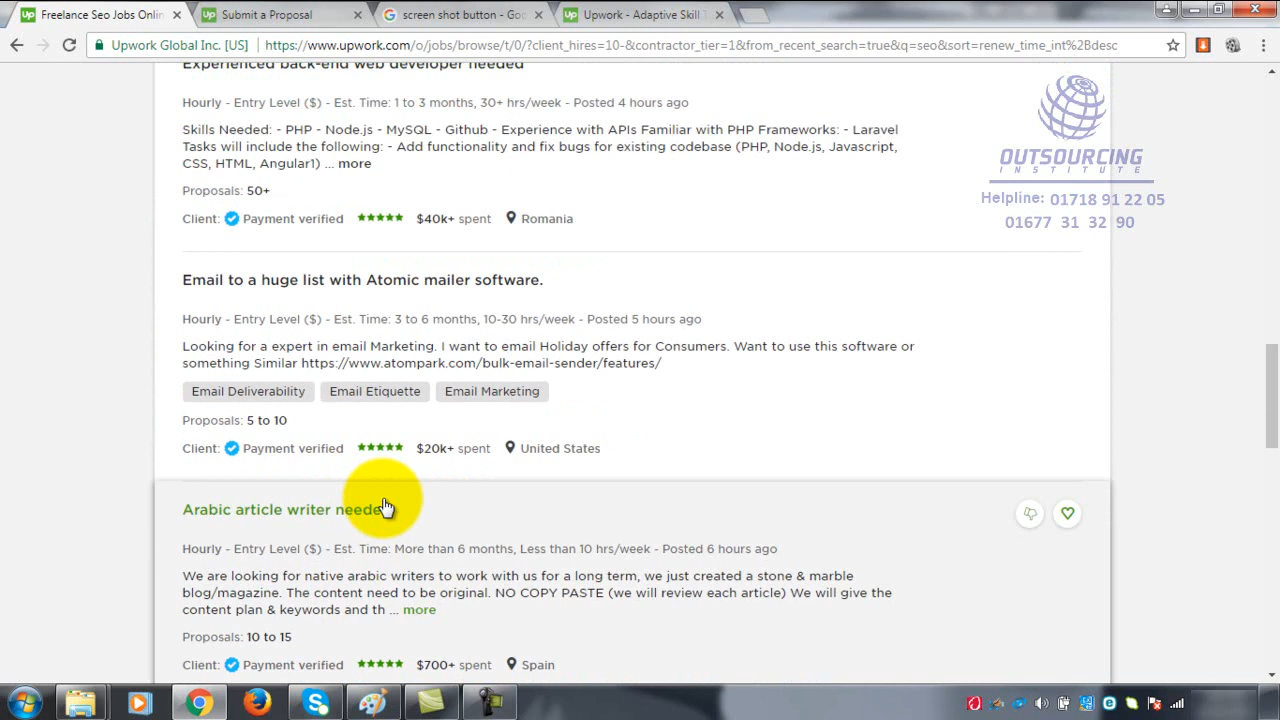 Freelance Seo Jobs Onlin
Submit a Proposal
screen shot button - Goo
Upwork - Adaptive Skill T
Upwork Global Inc. [US]
https://www.upwork.com/o/jobs/browse/t/0/?client_hires=10-&contractor_tier=1&from_recent_search=true&q=seo&sort=renew_time_int%2Bdesc
Experienced back-end web developer needed
Hourly - Entry Level ($) - Est. Time: 1 to 3 months, 30+ hrs/week - Posted 4 hours ago
Skills Needed: - PHP - Node.js - MySQL - Github - Experience with APIs Familiar with PHP Frameworks: - Laravel
Tasks will include the following: - Add functionality and fix bugs for existing codebase (PHP, Node.js, Javascript,
CSS, HTML, Angular1) ... more
Proposals: 50+
Client: Payment verified $40k+ spent Romania
OUTSOURCING
INSTITUTE
Helpline: 01718 91 22 05
01677 31 32 90
Email to a huge list with Atomic mailer software.
Hourly - Entry Level ($) - Est. Time: 3 to 6 months, 10-30 hrs/week - Posted 5 hours ago
Looking for a expert in email Marketing. I want to email Holiday offers for Consumers. Want to use this software or
something Similar https://www.atompark.com/bulk-email-sender/features/
Email Deliverability Email Etiquette Email Marketing
Proposals: 5 to 10
Client: Payment verified $20k+ spent United States
Arabic article writer neede
Hourly - Entry Level ($) - Est. Time: More than 6 months, Less than 10 hrs/week - Posted 6 hours ago
We are looking for native arabic writers to work with us for a long term, we just created a stone & marble
blog/magazine. The content need to be original. NO COPY PASTE (we will review each article) We will give the
content plan & keywords and th ... more
Proposals: 10 to 15
Client: Payment verified $700+ spent Spain